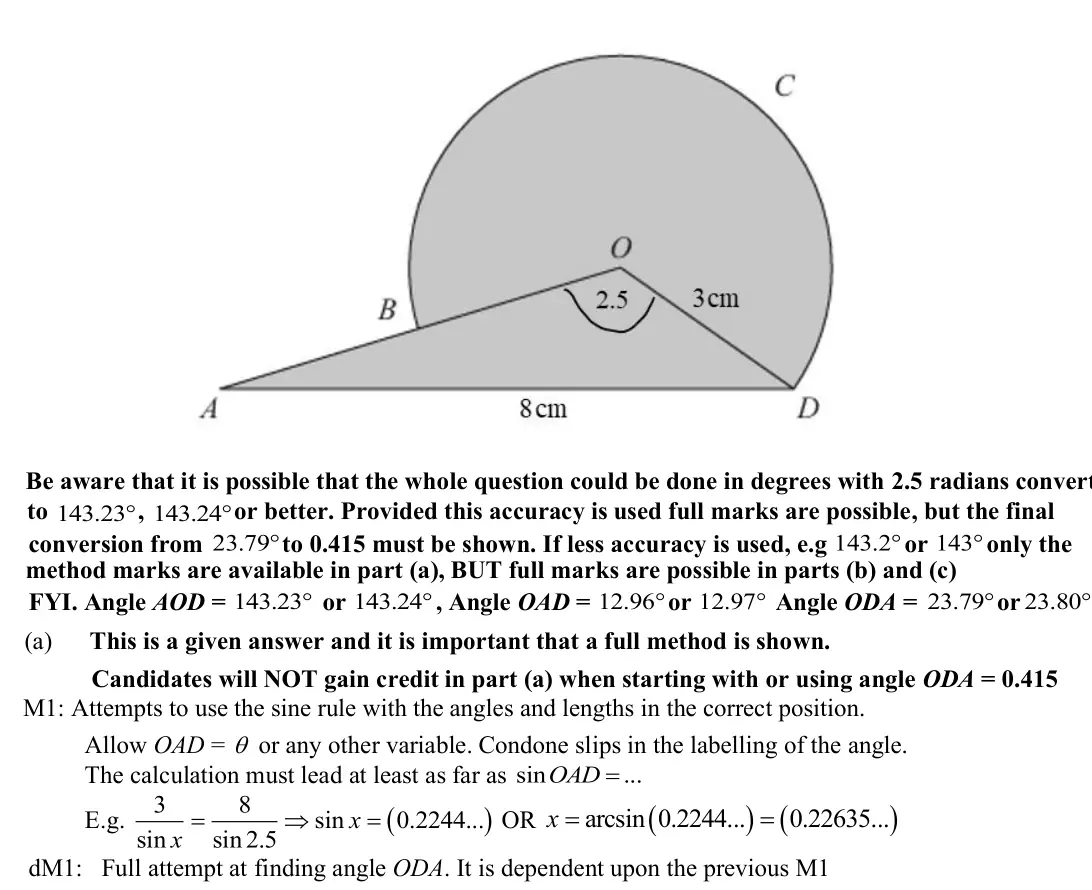 C
O
B
2.5
3cm
A
8cm
D
Be aware that it is possible that the whole question could be done in degrees with 2.5 radians convert
to 143.23°, 143.24° or better. Provided this accuracy is used full marks are possible, but the final
conversion from 23.79° to 0.415 must be shown. If less accuracy is used, e.g 143.2° or 143° only the
method marks are available in part (a), BUT full marks are possible in parts (b) and (c)
FYI. Angle AOD = 143.23° or 143.24°, Angle OAD = 12.96° or 12.97° Angle ODA = 23.79° or 23.80°
(a) This is a given answer and it is important that a full method is shown.
Candidates will NOT gain credit in part (a) when starting with or using angle ODA = 0.415
M1: Attempts to use the sine rule with the angles and lengths in the correct position.
Allow OAD = θ or any other variable. Condone slips in the labelling of the angle.
The calculation must lead at least as far as sin OAD = ...
E.g. 3/sin x = 8/sin 2.5 ⇒ sin x = (0.2244...) OR x = arcsin(0.2244...) = (0.22635...)
dM1: Full attempt at finding angle ODA. It is dependent upon the previous M1